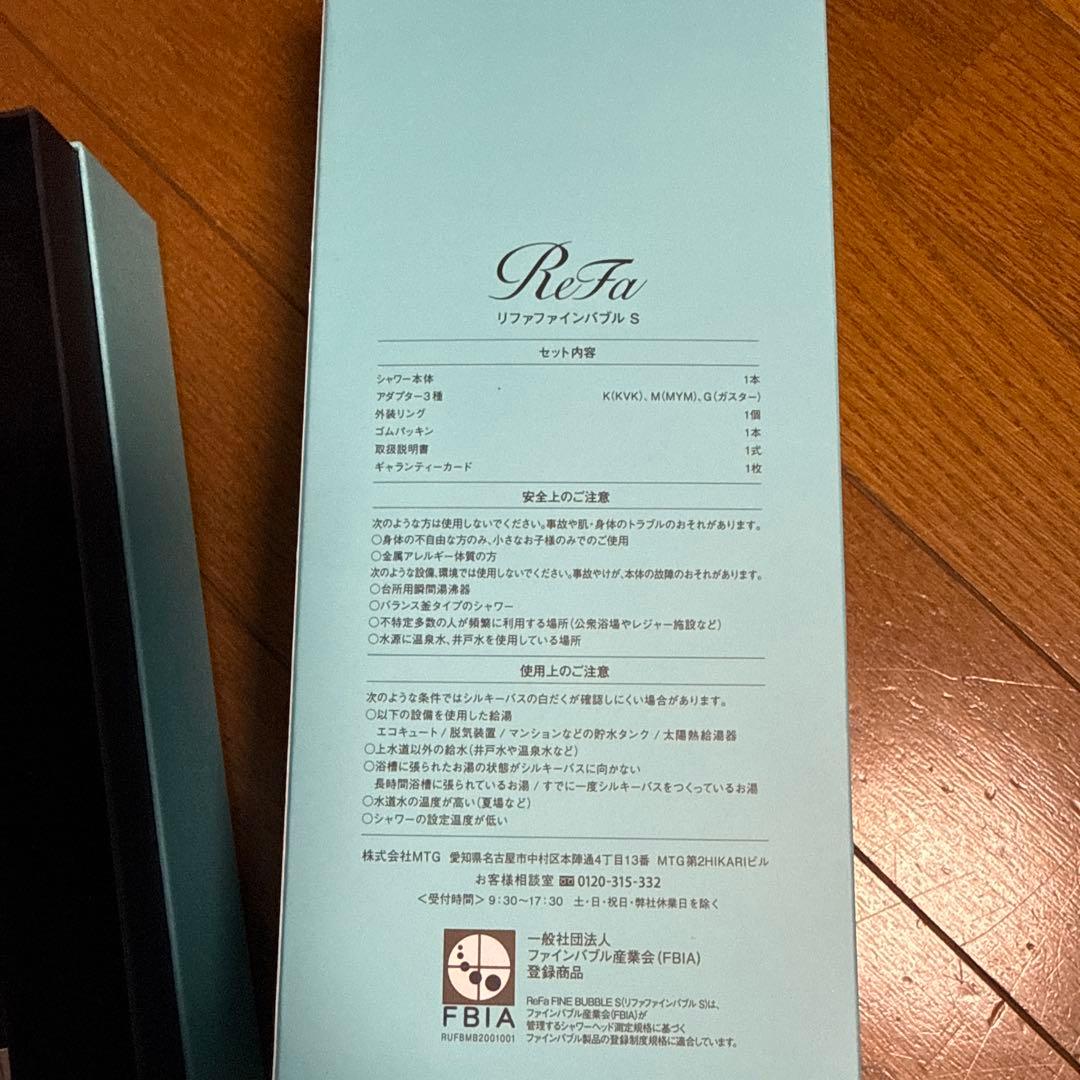 ReFa
リファファインバブル S
セット内容
シャワー本体 1本
アダプター3種 K(KVK)、M(MYM)、G(ガスター)
外装リング 1個
ゴムパッキン 1本
取扱説明書 1式
ギャランティーカード 1枚
安全上のご注意
次のような方は使用しないでください。事故や肌・身体のトラブルのおそれがあります。
○身体の不自由な方のみ、小さなお子様のみでのご使用
○金属アレルギー体質の方
次のような設備、環境では使用しないでください。事故やけが、本体の故障のおそれがあります。
○台所用瞬間湯沸器
○バランス釜タイプのシャワー
○不特定多数の人が頻繁に利用する場所(公衆浴場やレジャー施設など)
○水源に温泉水、井戸水を使用している場所
使用上のご注意
次のような条件ではシルキーバスの白だくが確認しにくい場合があります。
○以下の設備を使用した給湯
エコキュート / 脱気装置 / マンションなどの貯水タンク / 太陽熱給湯器
○上水道以外の給水(井戸水や温泉水など)
○浴槽に張られたお湯の状態がシルキーバスに向かない
長時間浴槽に張られているお湯 / すでに一度シルキーバスをつくっているお湯
○水道水の温度が高い(夏場など)
○シャワーの設定温度が低い
株式会社MTG 愛知県名古屋市中村区本陣通4丁目13番 MTG第2HIKARIビル
お客様相談室 0120-315-332
<受付時間> 9:30〜17:30 土・日・祝日・弊社休業日を除く
一般社団法人
ファインバブル産業会(FBIA)
登録商品
FBIA
RUFBMB2001001
ReFa FINE BUBBLE S(リファファインバブル S)は、
ファインバブル産業会(FBIA)が
管理するシャワーヘッド測定規格に基づく
ファインバブル製品の登録制度規格に適合しています。